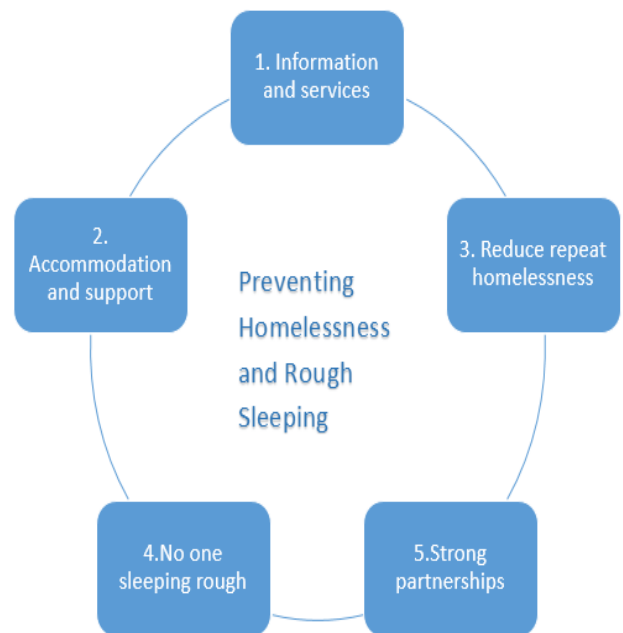 1. Information
and services
2.
Accommodation
and support
3. Reduce repeat
homelessness
Preventing
Homelessness
and Rough
Sleeping
4.No one
sleeping rough
5.Strong
partnerships